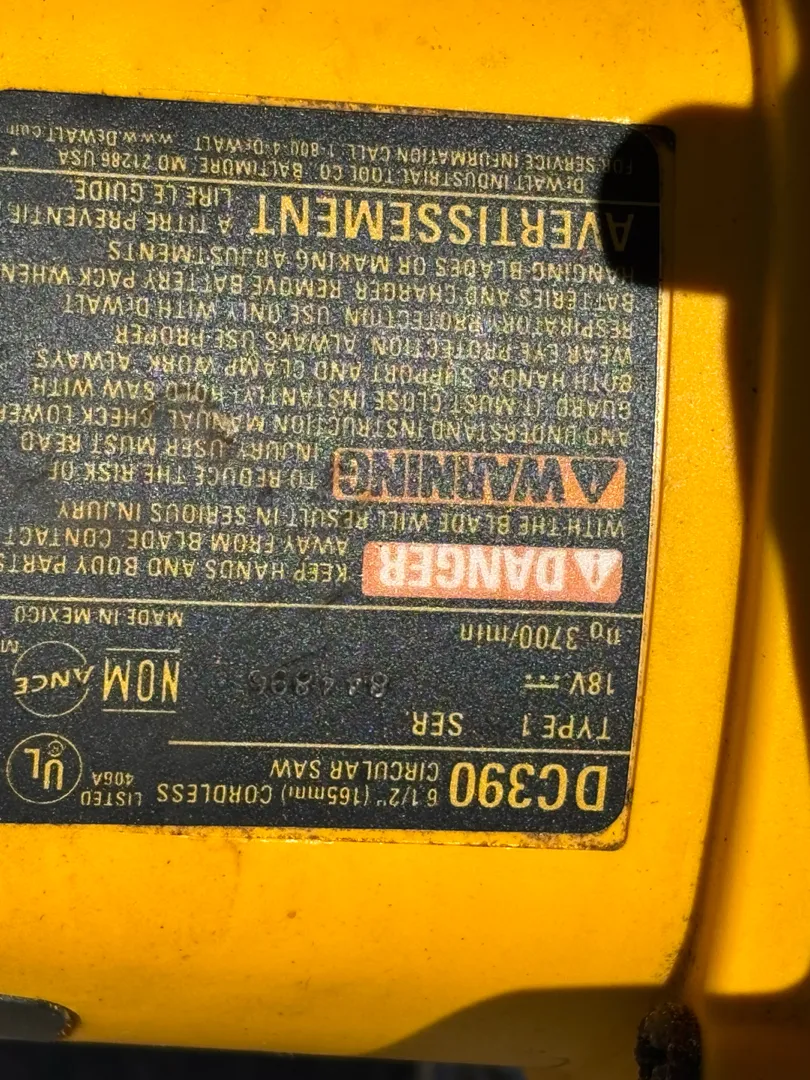 DC390 6 1/2" (165mm) CORDLESS
CIRCULAR SAW
LISTED
406A
UL
TYPE 1 SER
18V
844896
NOM ANCE
n₀ 3700/min MADE IN MEXICO
DANGER KEEP HANDS AND BODY PARTS
AWAY FROM BLADE. CONTACT
WITH THE BLADE WILL RESULT IN SERIOUS INJURY
WARNING TO REDUCE THE RISK OF
INJURY, USER MUST READ
AND UNDERSTAND INSTRUCTION MANUAL. CHECK LOWER
GUARD. IT MUST CLOSE INSTANTLY! HOLD SAW WITH
BOTH HANDS. SUPPORT AND CLAMP WORK. ALWAYS
WEAR EYE PROTECTION. ALWAYS USE PROPER
RESPIRATORY PROTECTION. USE ONLY WITH DEWALT
BATTERIES AND CHARGER. REMOVE BATTERY PACK WHEN
HANGING BLADES OR MAKING ADJUSTMENTS
AVERTISSEMENT A TITRE PRÉVENTIF
LIRE LE GUIDE
DEWALT INDUSTRIAL TOOL CO. BALTIMORE, MD 21286 USA
FOR SERVICE INFORMATION CALL 1-800-4-DEWALT www.DEWALT.com